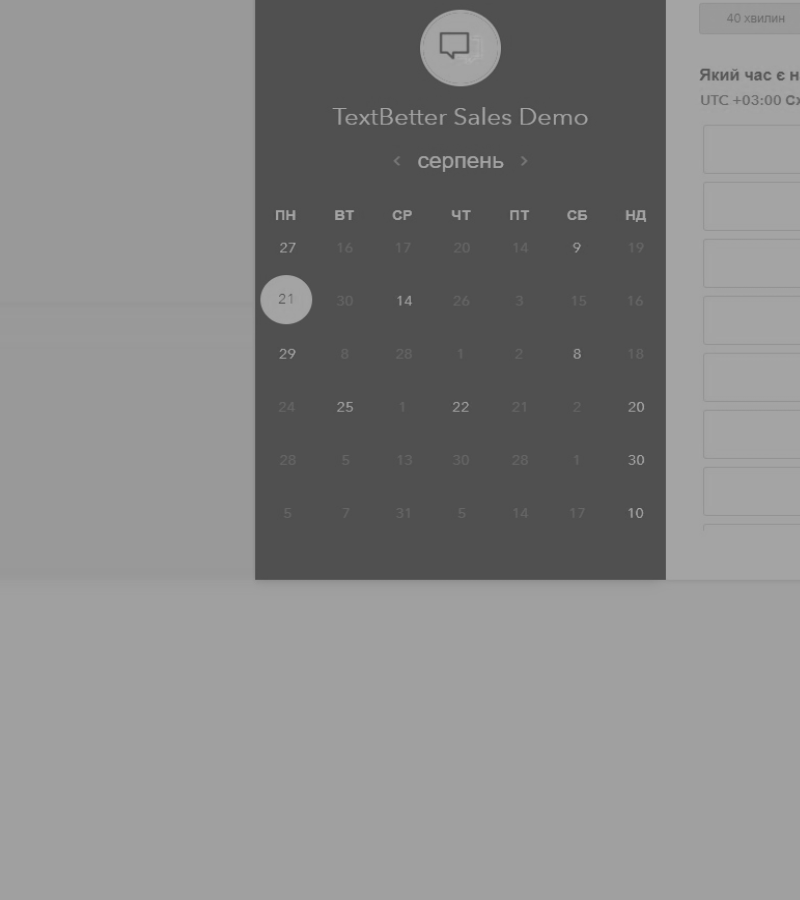 40 хвилин
TextBetter Sales Demo
серпень
Який час є н
UTC +03:00 Сх
ПН ВТ СР ЧТ ПТ СБ НД
27 16 17 20 14 9 19
21 30 14 26 3 15 16
29 8 28 1 2 8 18
24 25 1 22 21 2 20
28 5 13 30 28 1 30
5 7 31 5 14 17 10